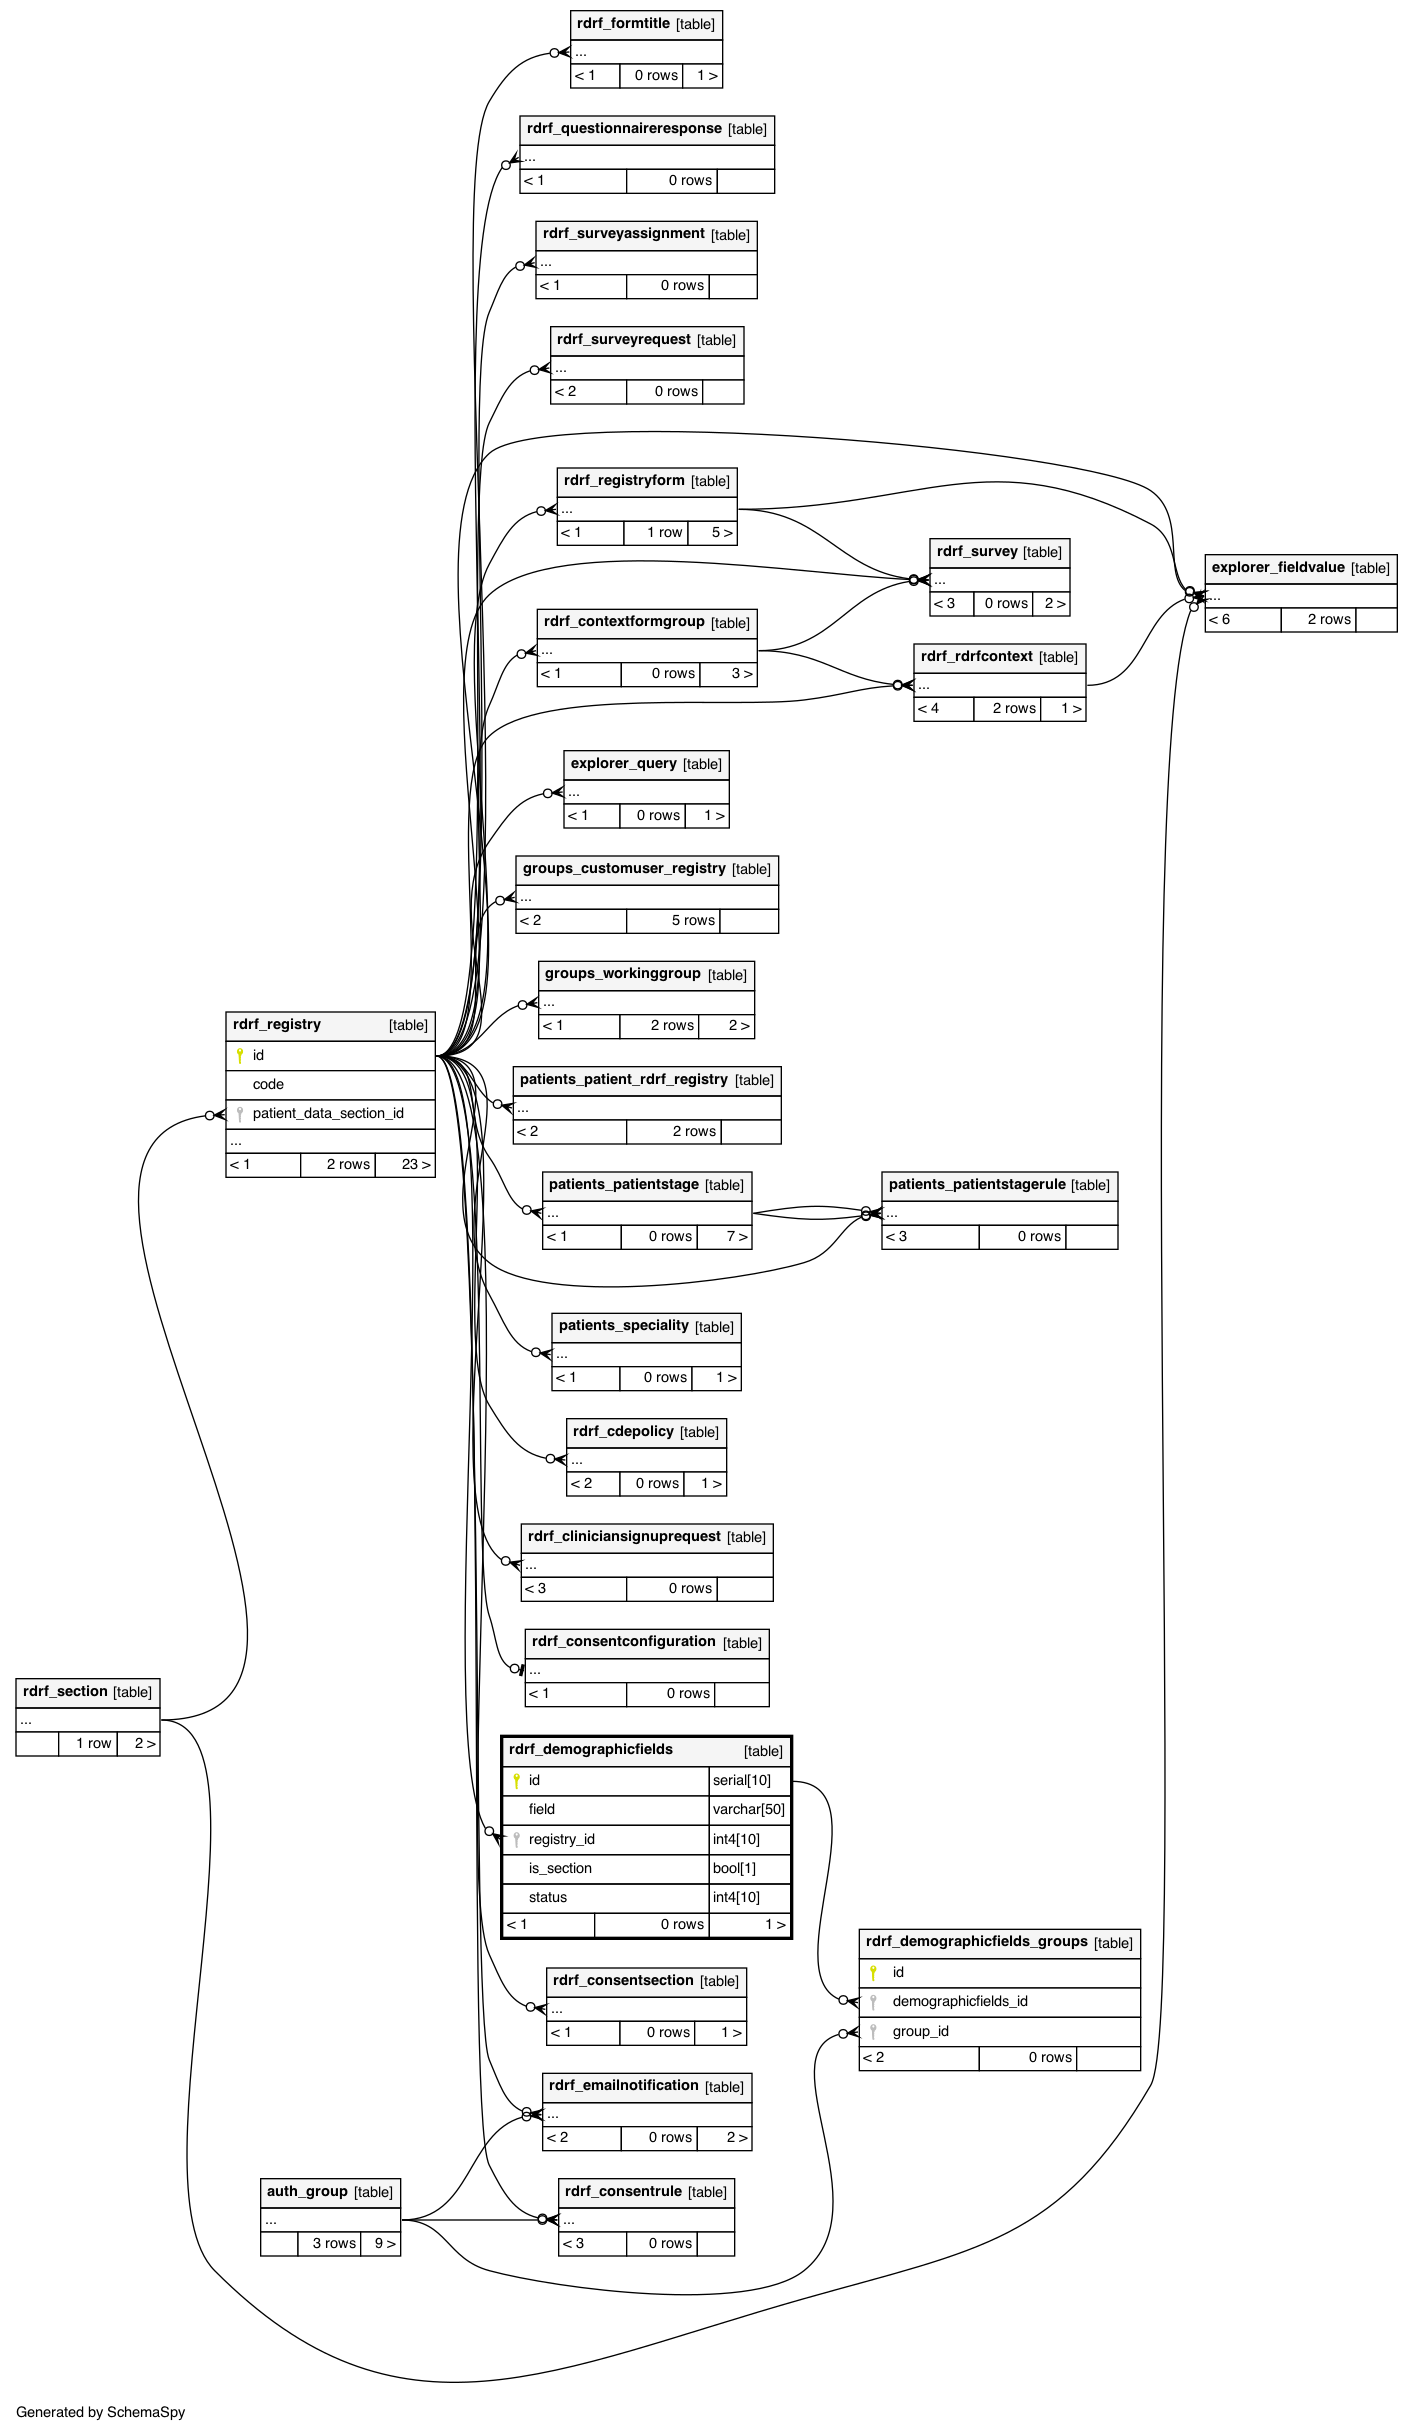 rdrf_formtitle [table]
...
< 1 0 rows 1 >
rdrf_questionnaireresponse [table]
...
< 1 0 rows
rdrf_surveyassignment [table]
...
< 1 0 rows
rdrf_surveyrequest [table]
...
< 2 0 rows
rdrf_registryform [table]
...
< 1 1 row 5 >
rdrf_survey [table]
...
< 3 0 rows 2 >
explorer_fieldvalue [table]
...
< 6 2 rows
rdrf_contextformgroup [table]
...
< 1 0 rows 3 >
rdrf_rdrfcontext [table]
...
< 4 2 rows 1 >
explorer_query [table]
...
< 1 0 rows 1 >
groups_customuser_registry [table]
...
< 2 5 rows
groups_workinggroup [table]
...
< 1 2 rows 2 >
rdrf_registry [table]
id
code
patient_data_section_id
...
< 1 2 rows 23 >
patients_patient_rdrf_registry [table]
...
< 2 2 rows
patients_patientstage [table]
...
< 1 0 rows 7 >
patients_patientstagerule [table]
...
< 3 0 rows
patients_speciality [table]
...
< 1 0 rows 1 >
rdrf_cdepolicy [table]
...
< 2 0 rows 1 >
rdrf_cliniciansignuprequest [table]
...
< 3 0 rows
rdrf_consentconfiguration [table]
...
< 1 0 rows
rdrf_section [table]
...
1 row 2 >
rdrf_demographicfields [table]
id serial[10]
field varchar[50]
registry_id int4[10]
is_section bool[1]
status int4[10]
< 1 0 rows 1 >
rdrf_demographicfields_groups [table]
id
demographicfields_id
group_id
< 2 0 rows
rdrf_consentsection [table]
...
< 1 0 rows 1 >
rdrf_emailnotification [table]
...
< 2 0 rows 2 >
auth_group [table]
...
3 rows 9 >
rdrf_consentrule [table]
...
< 3 0 rows
Generated by SchemaSpy